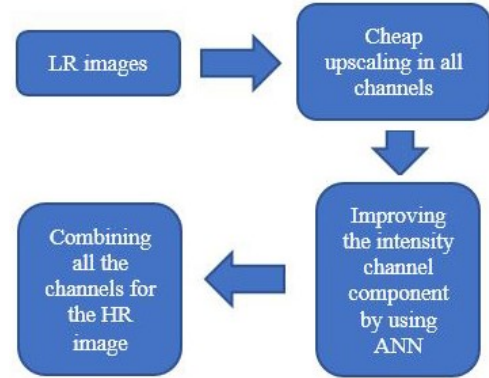 LR images
Cheap
upscaling in all
channels
Improving
the intensity
channel
component
by using
ANN
Combining
all the
channels for
the HR
image